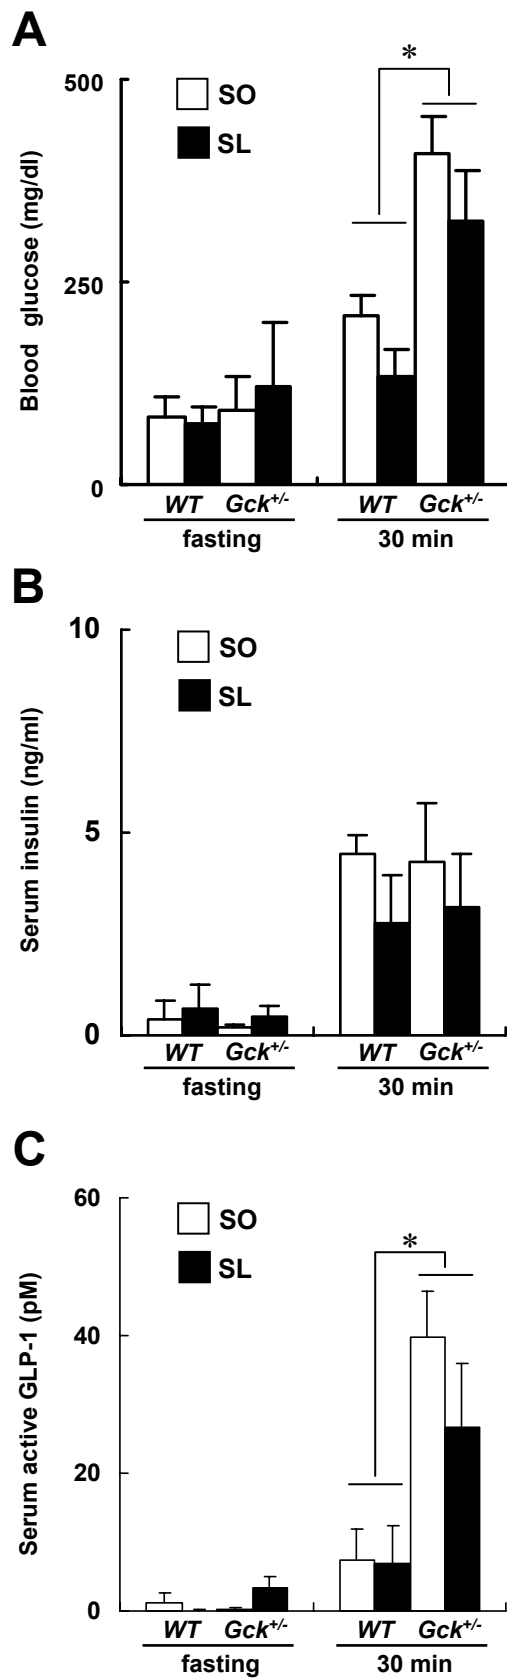 A
500
SO
SL
*
Blood glucose (mg/dl)
250
0
WT Gck+/- WT Gck+/-
fasting 30 min
B
10
SO
SL
Serum insulin (ng/ml)
5
0
WT Gck+/- WT Gck+/-
fasting 30 min
C
60
SO
SL
*
Serum active GLP-1 (pM)
40
20
0
WT Gck+/- WT Gck+/-
fasting 30 min